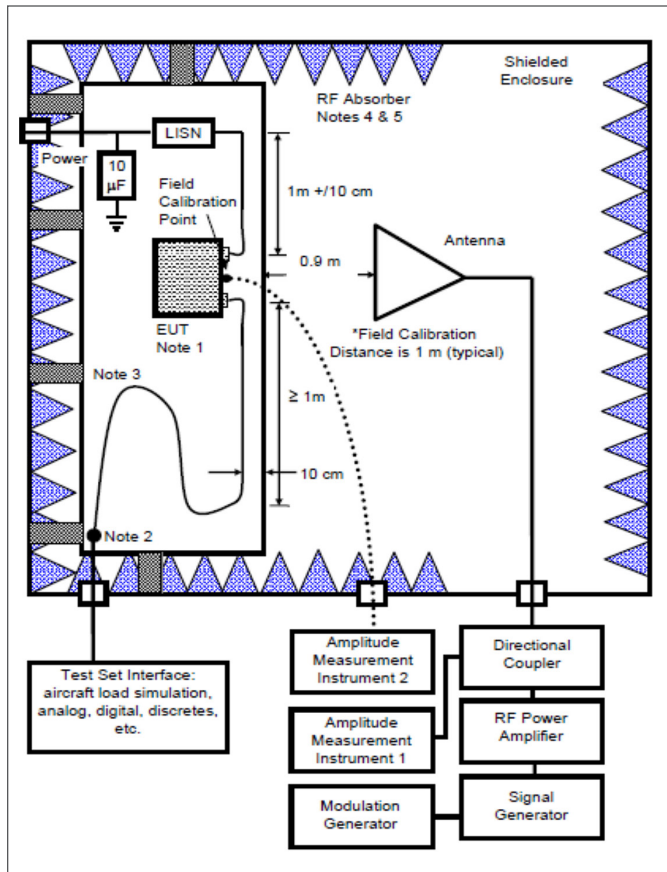 Shielded
Enclosure
RF Absorber
Notes 4 & 5
LISN
Power
10
µF
Field
Calibration
Point
1m +/10 cm
0.9 m
Antenna
EUT
Note 1
*Field Calibration
Distance is 1 m (typical)
Note 3
≥ 1m
10 cm
Note 2
Test Set Interface:
aircraft load simulation,
analog, digital, discretes,
etc.
Amplitude
Measurement
Instrument 2
Directional
Coupler
Amplitude
Measurement
Instrument 1
RF Power
Amplifier
Modulation
Generator
Signal
Generator